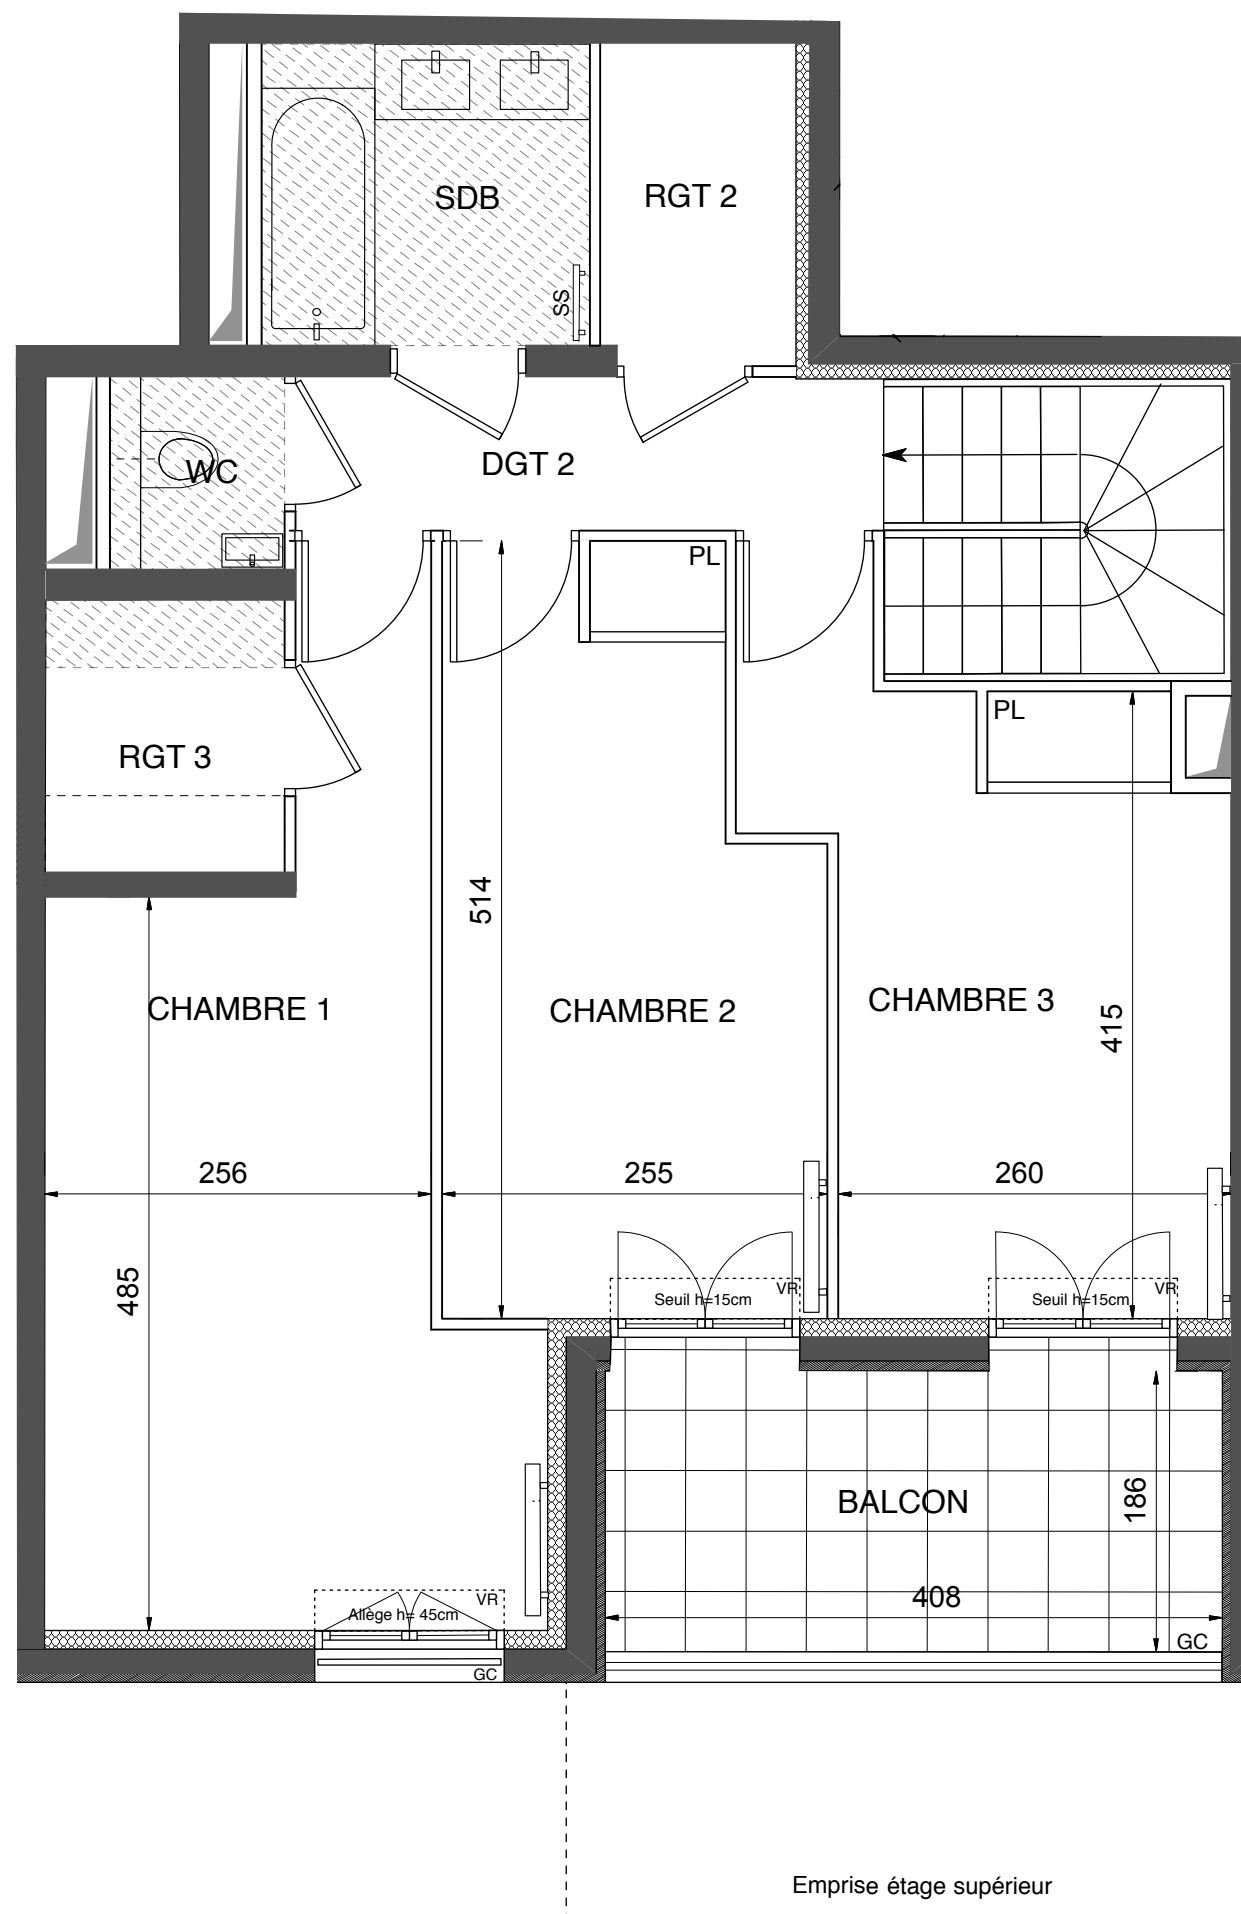 SDB
RGT 2
SS
WC
DGT 2
PL
PL
RGT 3
514
CHAMBRE 1
CHAMBRE 2
CHAMBRE 3
415
256
255
260
485
VR
Seuil h=15cm
VR
Seuil h=15cm
BALCON
186
408
VR
Allège h= 45cm
GC
GC
Emprise étage supérieur